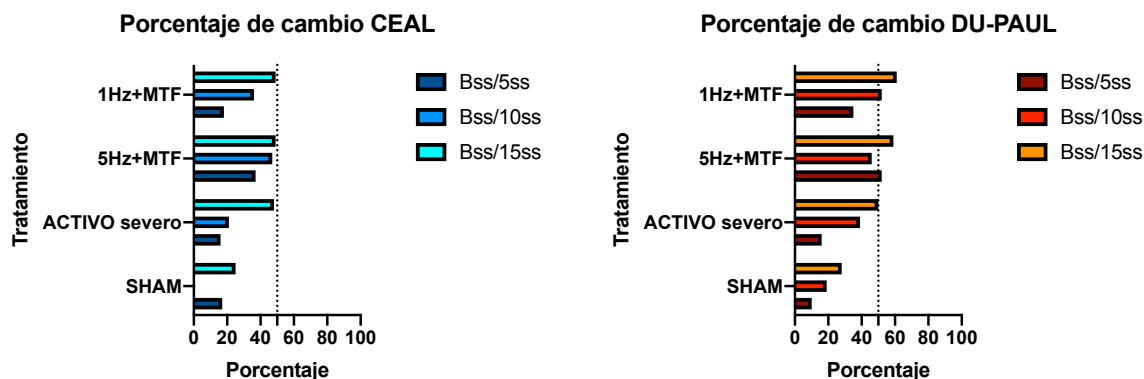 Porcentaje de cambio CEAL
Tratamiento
1Hz+MTF
5Hz+MTF
ACTIVO severo
SHAM
0 20 40 60 80 100
Porcentaje
Bss/5ss
Bss/10ss
Bss/15ss
Porcentaje de cambio DU-PAUL
Tratamiento
1Hz+MTF
5Hz+MTF
ACTIVO severo
SHAM
0 20 40 60 80 100
Porcentaje
Bss/5ss
Bss/10ss
Bss/15ss